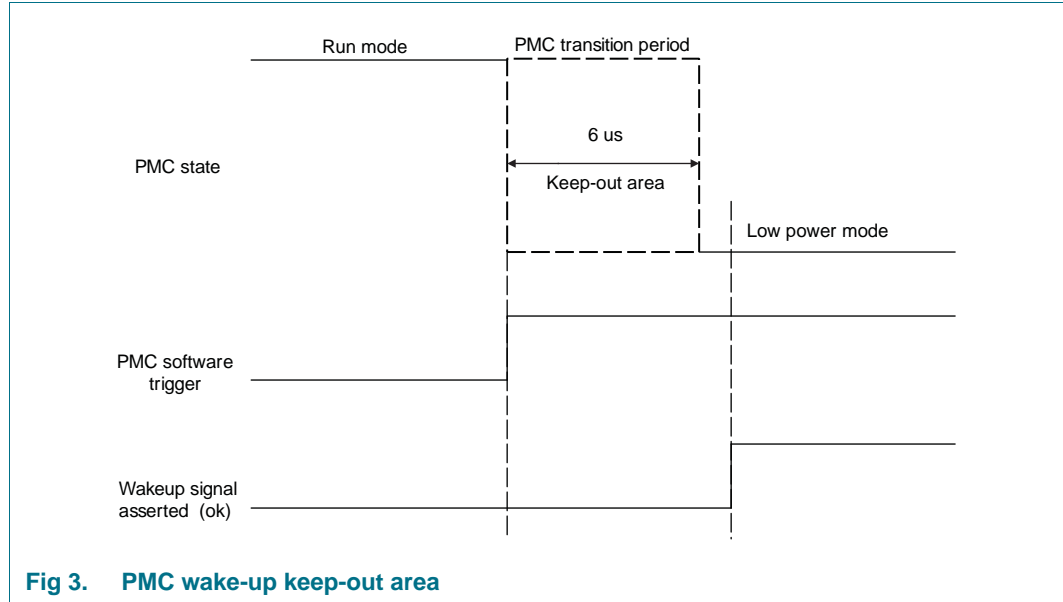 Run mode
PMC transition period
6 us
Keep-out area
PMC state
Low power mode
PMC software
trigger
Wakeup signal
asserted (ok)
Fig 3. PMC wake-up keep-out area